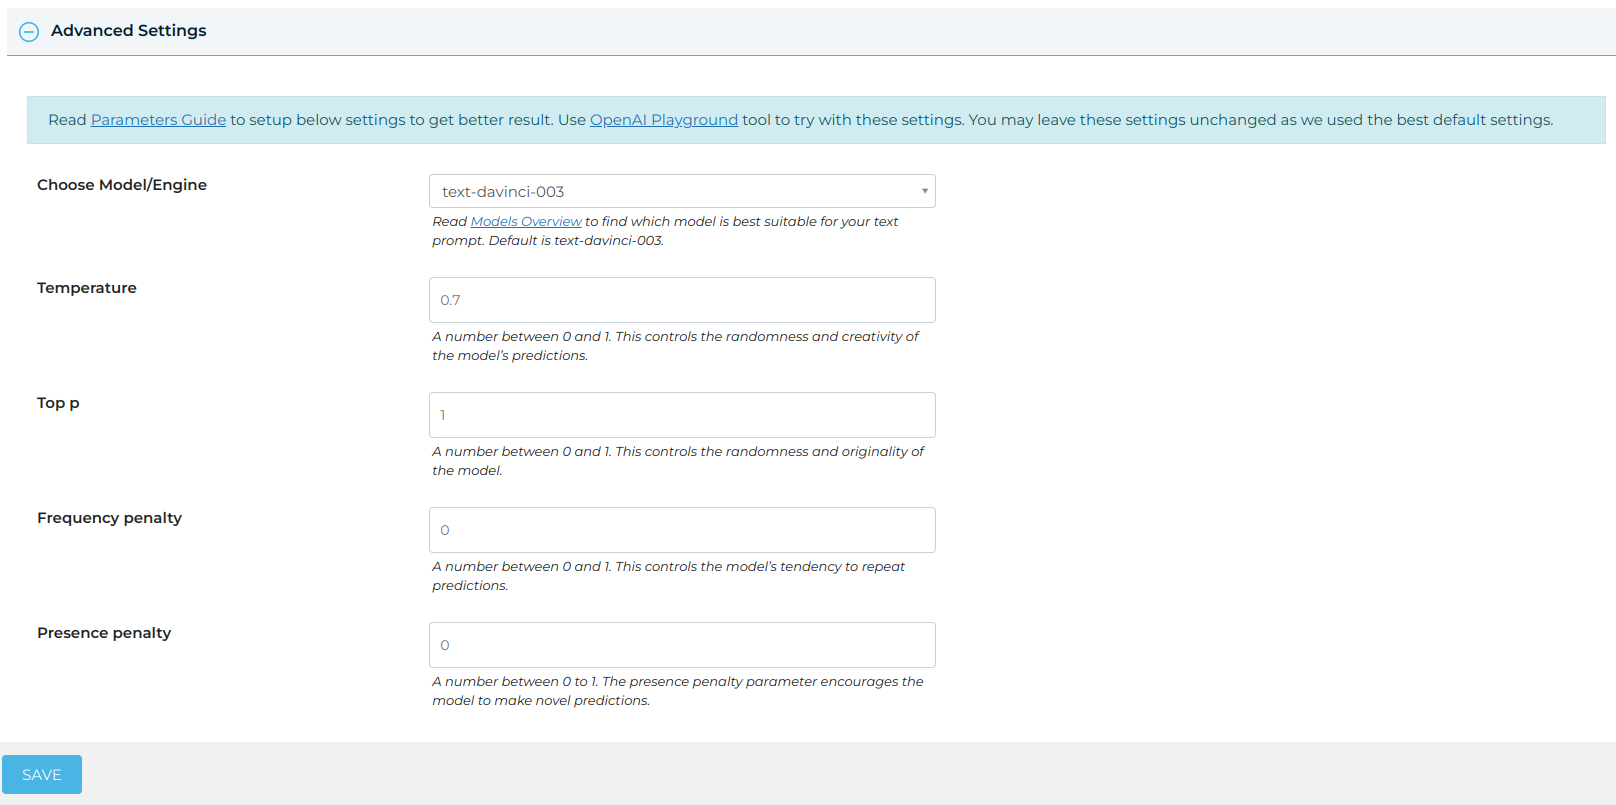 Advanced Settings
Read Parameters Guide to setup below settings to get better result. Use OpenAI Playground tool to try with these settings. You may leave these settings unchanged as we used the best default settings.
Choose Model/Engine
text-davinci-003
Read Models Overview to find which model is best suitable for your text
prompt. Default is text-davinci-003.
Temperature
0.7
A number between 0 and 1. This controls the randomness and creativity of
the model's predictions.
Top p
1
A number between 0 and 1. This controls the randomness and originality of
the model.
Frequency penalty
0
A number between 0 and 1. This controls the model's tendency to repeat
predictions.
Presence penalty
0
A number between 0 to 1. The presence penalty parameter encourages the
model to make novel predictions.
SAVE